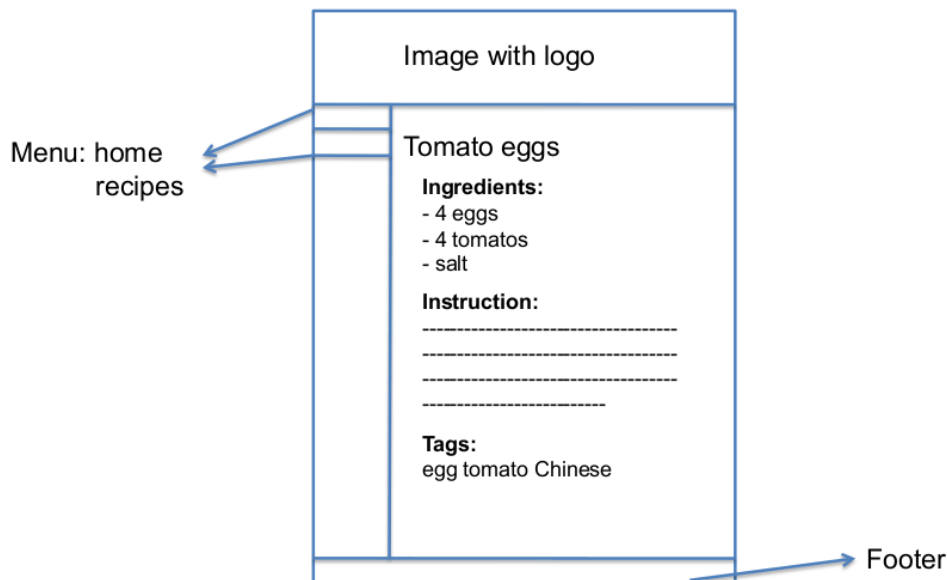 Image with logo
Menu: home
recipes
Tomato eggs
Ingredients:
- 4 eggs
- 4 tomatos
- salt
Instruction:
------------------------------------
------------------------------------
------------------------------------
--------------------------
Tags:
egg tomato Chinese
Footer